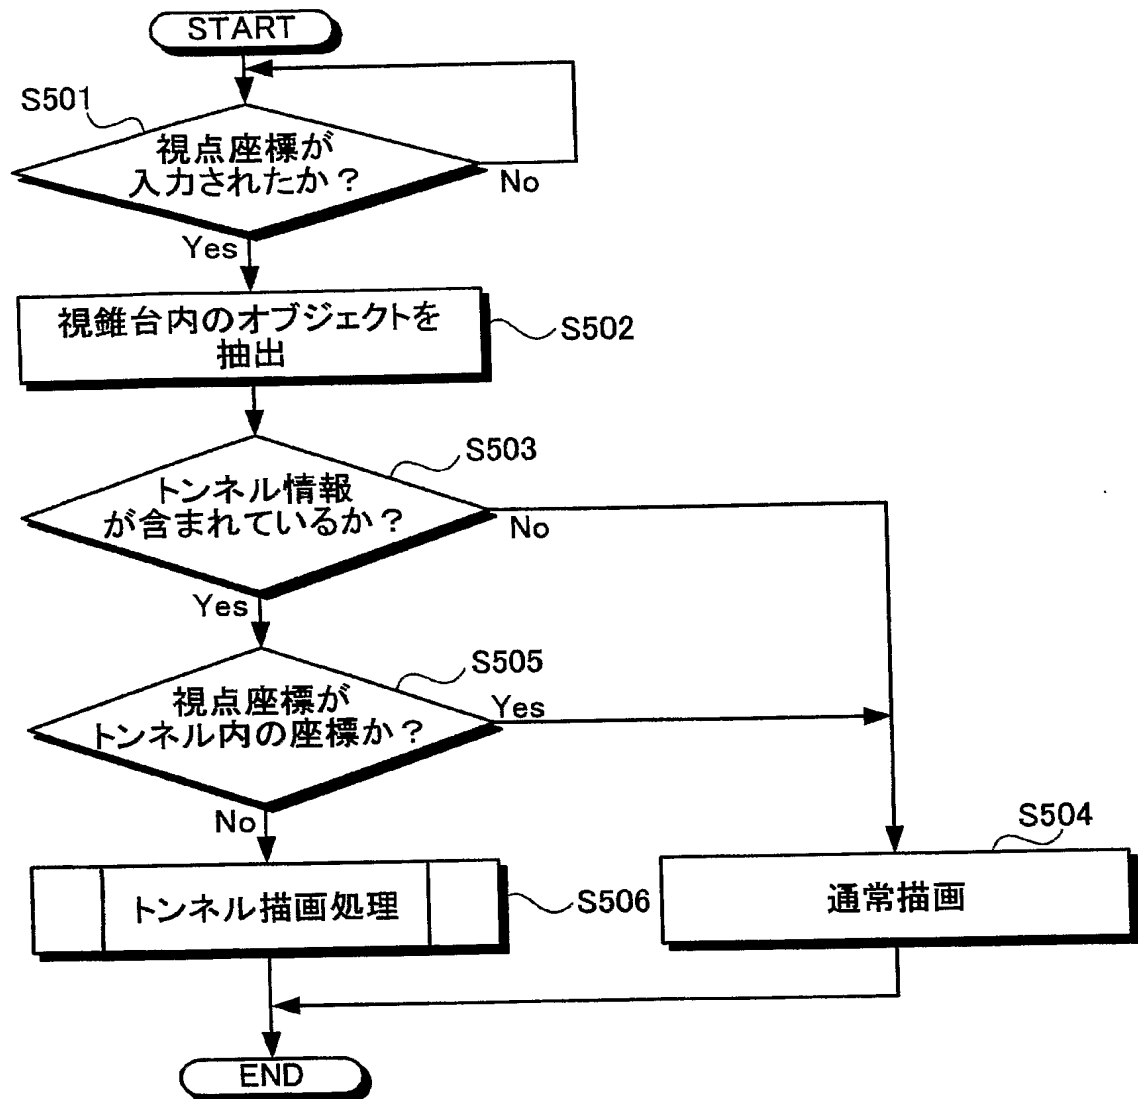 START
S501
視点座標が
入力されたか？
No
Yes
視錐台内のオブジェクトを
抽出
S502
S503
トンネル情報
が含まれているか？
No
Yes
S505
視点座標が
トンネル内の座標か？
Yes
No
S504
トンネル描画処理
S506
通常描画
END